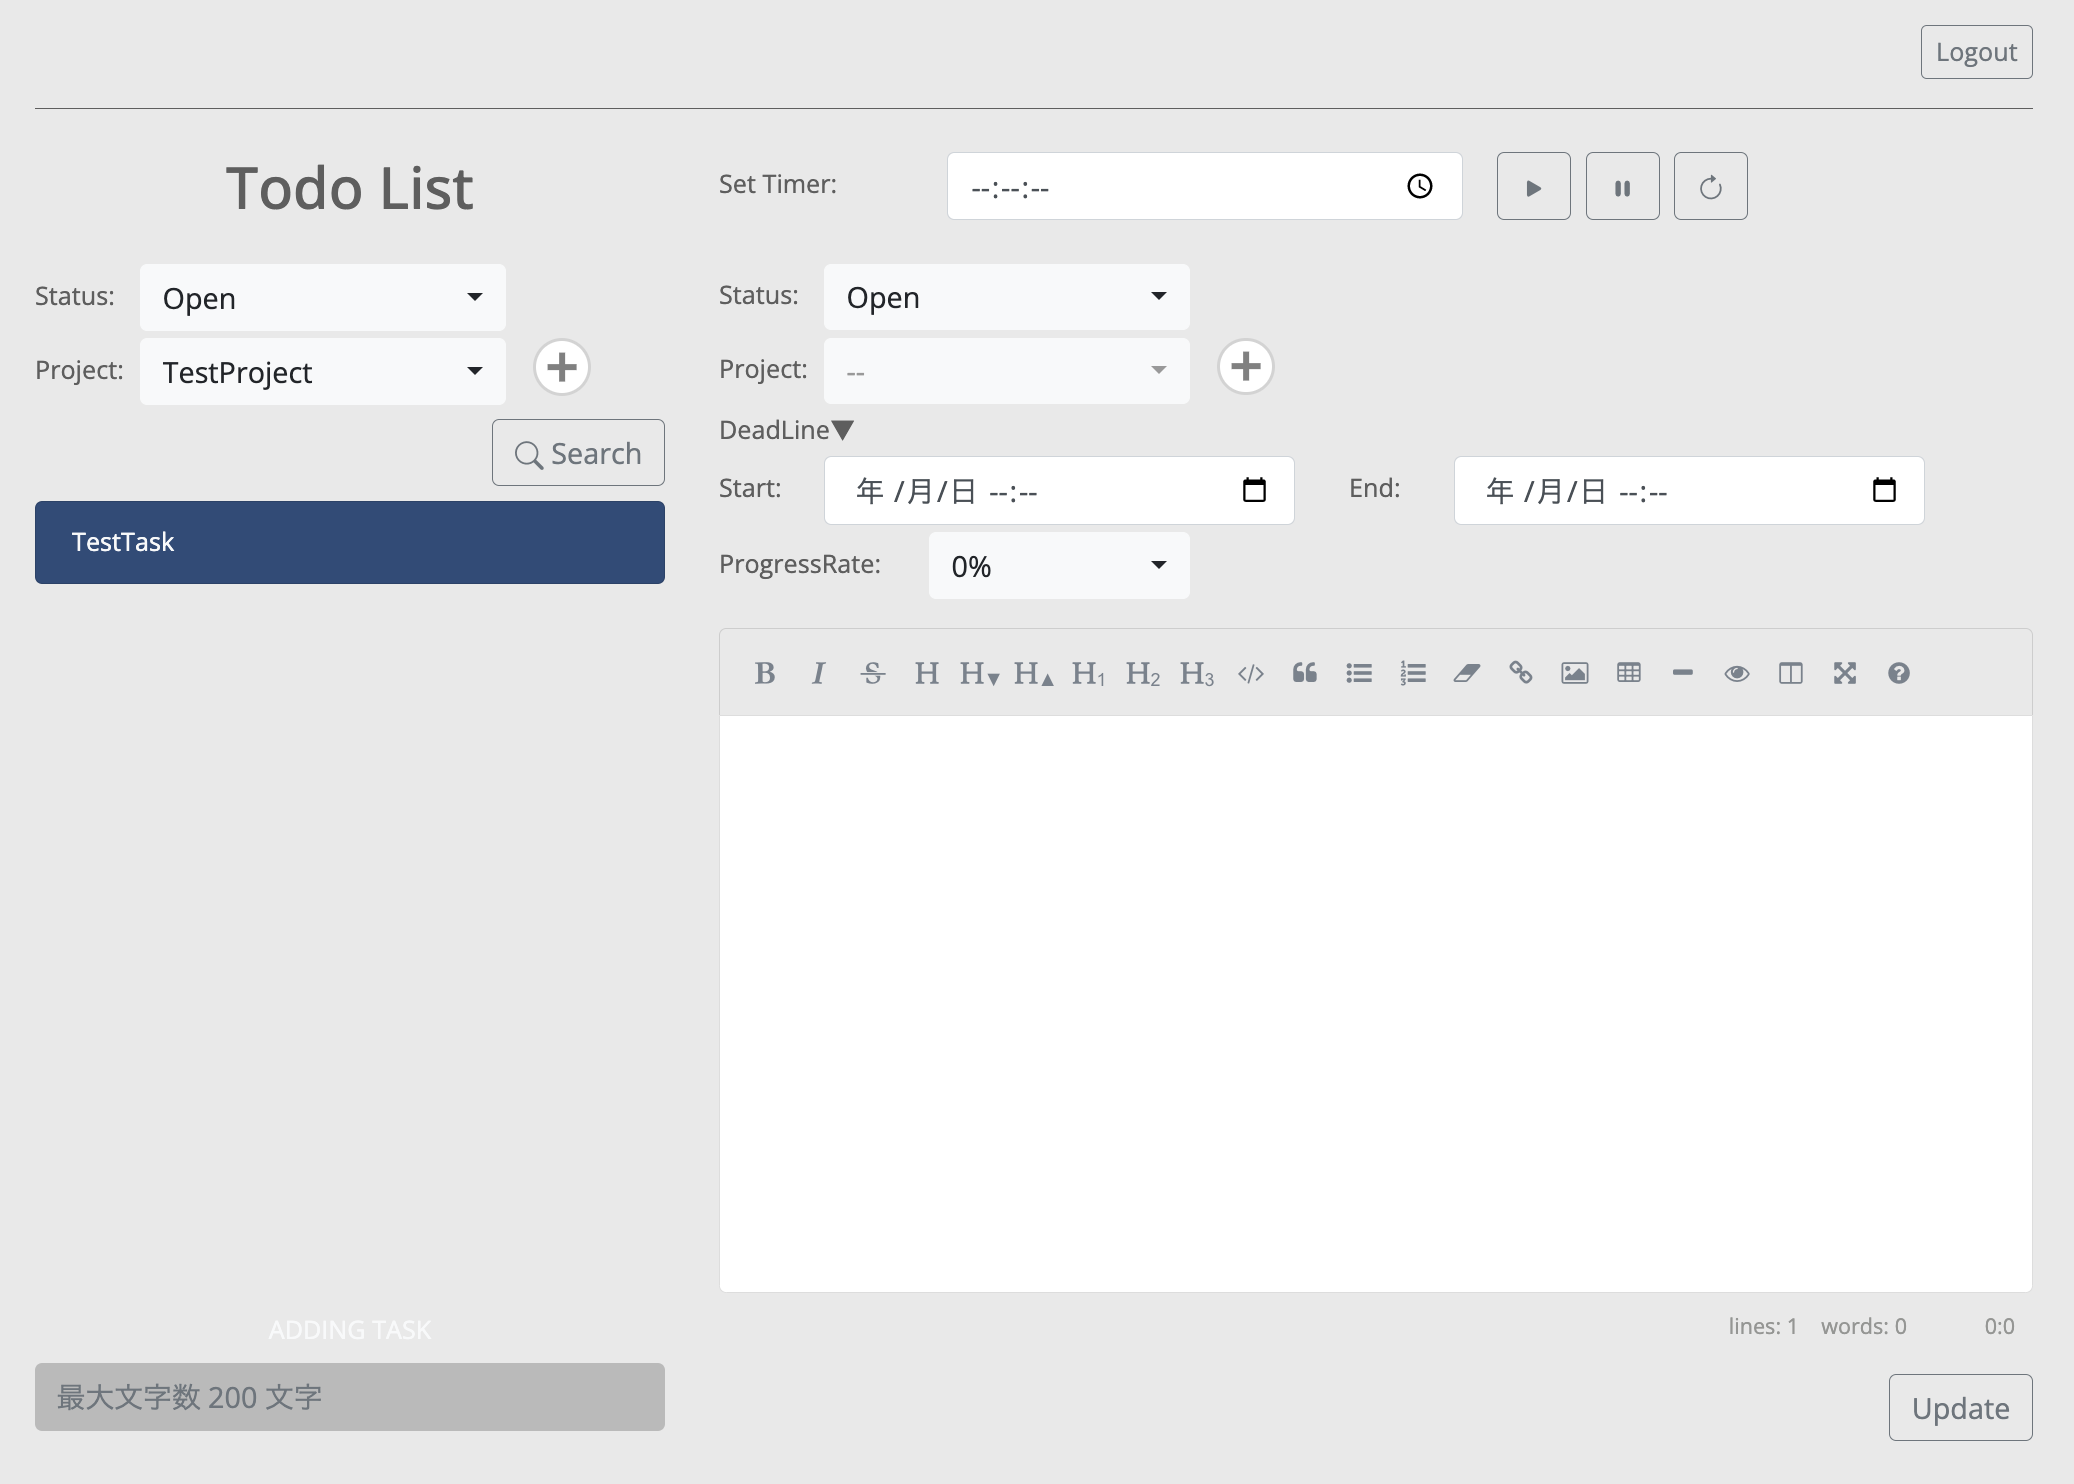 Logout
Todo List
Status:
Open
Project:
TestProject
Search
TestTask
ADDING TASK
最大文字数 200 文字
Set Timer:
--:--:--
Status:
Open
Project:
--
DeadLine▼
Start:
年 /月/日 --:--
End:
年 /月/日 --:--
ProgressRate:
0%
B I S H H▼ H▲ H1 H2 H3
lines: 1 words: 0 0:0
Update